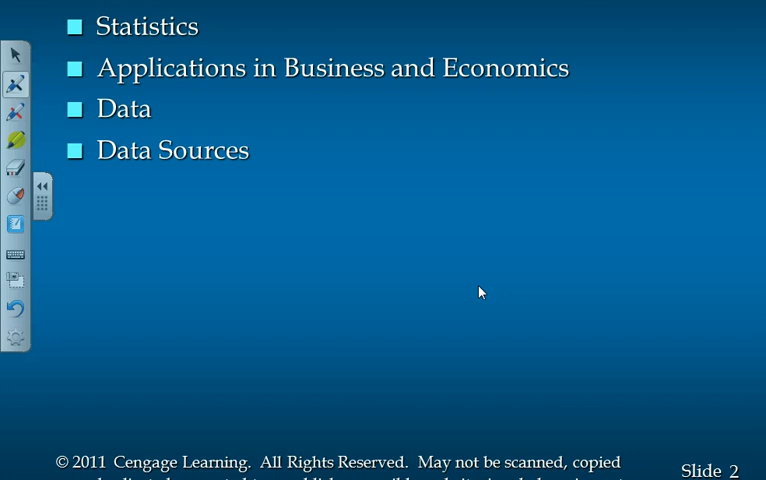 Statistics
Applications in Business and Economics
Data
Data Sources
© 2011 Cengage Learning. All Rights Reserved. May not be scanned, copied
Slide 2